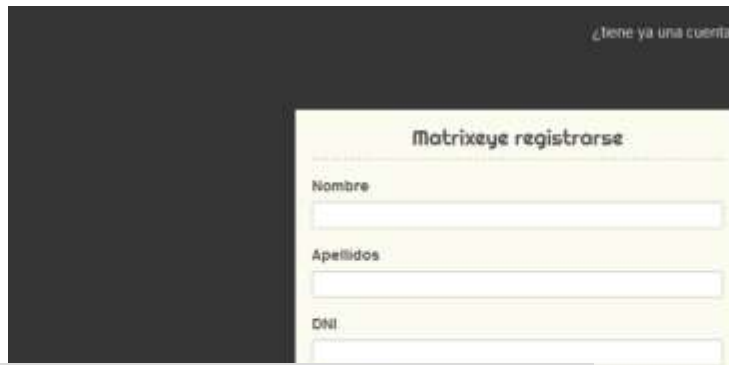 ¿tiene ya una cuenta
Matrixeye registrarse
Nombre
Apellidos
DNI